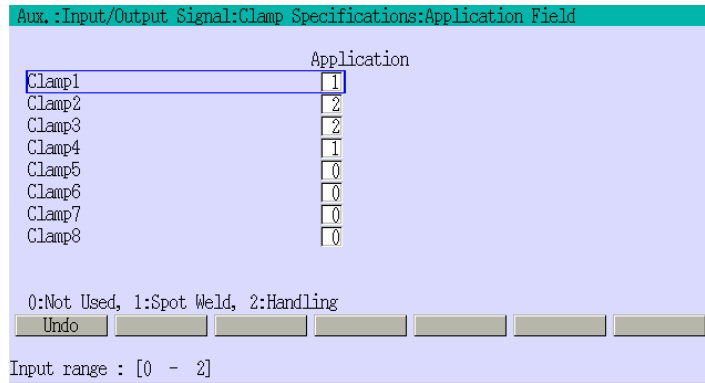 Aux.:Input/Output Signal:Clamp Specifications:Application Field
Application
Clamp1 1
Clamp2 2
Clamp3 2
Clamp4 1
Clamp5 0
Clamp6 0
Clamp7 0
Clamp8 0
0:Not Used, 1:Spot Weld, 2:Handling
Undo
Input range : [0 - 2]